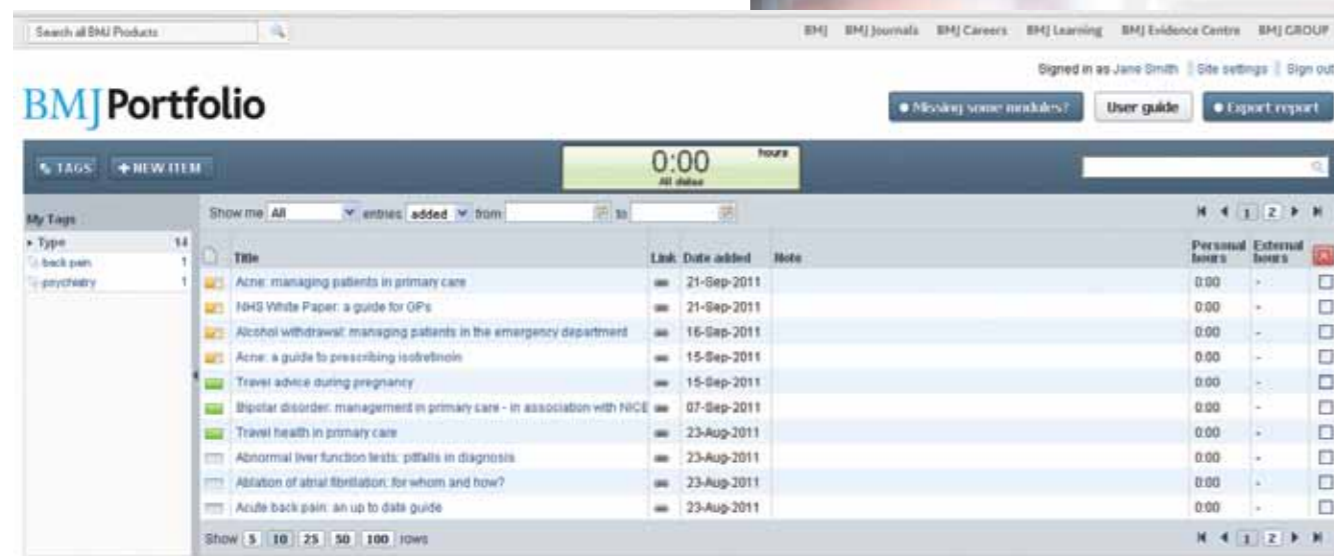 Search all BMJ Products
BMJ BMJ Journals BMJ Careers BMJ Learning BMJ Evidence Centre BMJ GROUP
Signed in as Jane Smith Site settings Sign out
BMJ Portfolio
Missing some modules? User guide Export report
TAGS + NEW ITEM 0:00 hours
All dates
My Tags
Type 14
back pain 1
psychiatry 1
Show me All entries added from to 1 2
Title Link Date added Note Personal hours External hours
Acne: managing patients in primary care 21-Sep-2011 0:00 -
NHS White Paper: a guide for GPs 21-Sep-2011 0:00 -
Alcohol withdrawal: managing patients in the emergency department 16-Sep-2011 0:00 -
Acne: a guide to prescribing isotretinoin 15-Sep-2011 0:00 -
Travel advice during pregnancy 15-Sep-2011 0:00 -
Bipolar disorder: management in primary care - in association with NICE 07-Sep-2011 0:00 -
Travel health in primary care 23-Aug-2011 0:00 -
Abnormal liver function tests: pitfalls in diagnosis 23-Aug-2011 0:00 -
Ablation of atrial fibrillation: for whom and how? 23-Aug-2011 0:00 -
Acute back pain: an up to date guide 23-Aug-2011 0:00 -
Show 5 10 25 50 100 rows 1 2